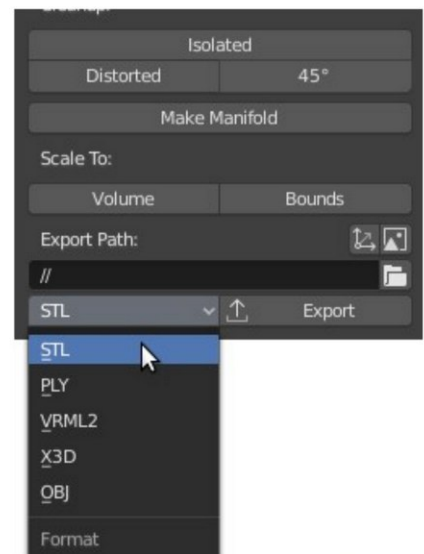 Isolated
Distorted 45°
Make Manifold
Scale To:
Volume Bounds
Export Path:
//
STL Export
STL
PLY
VRML2
X3D
OBJ
Format